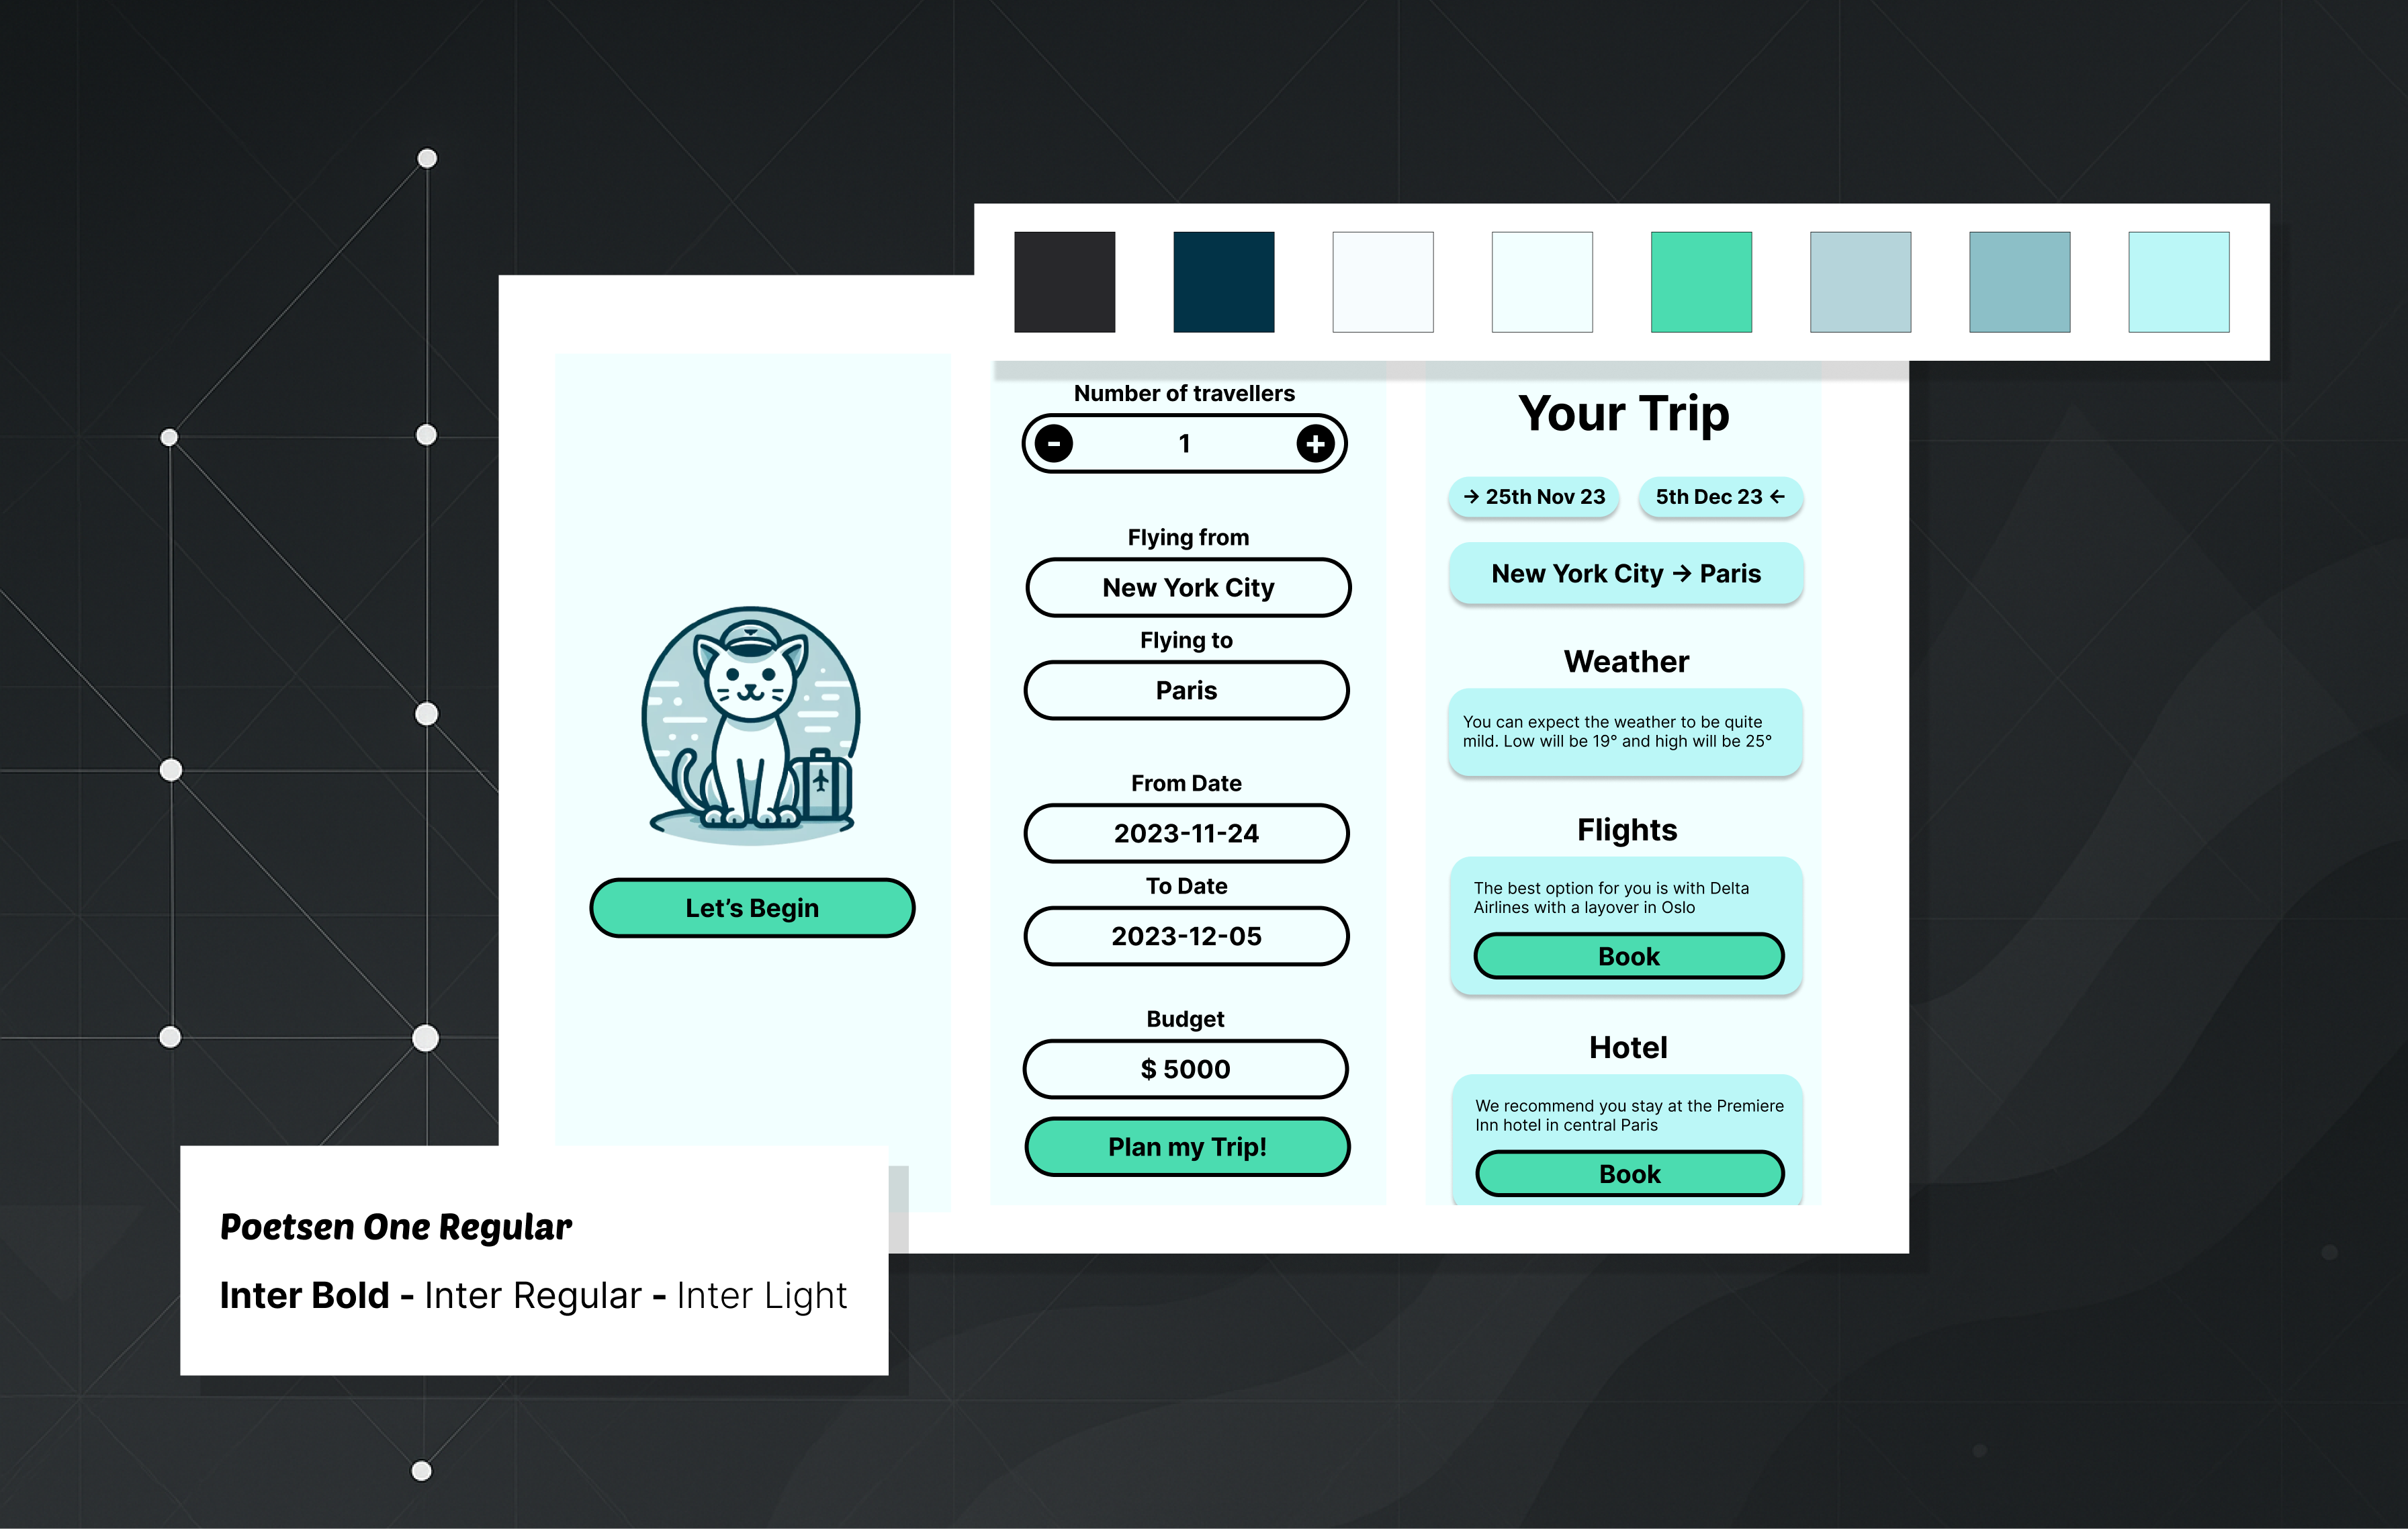 Let’s Begin
Number of travellers
- 1 +
Flying from
New York City
Flying to
Paris
From Date
2023-11-24
To Date
2023-12-05
Budget
$ 5000
Plan my Trip!
Your Trip
→ 25th Nov 23
5th Dec 23 ←
New York City → Paris
Weather
You can expect the weather to be quite
mild. Low will be 19° and high will be 25°
Flights
The best option for you is with Delta
Airlines with a layover in Oslo
Book
Hotel
We recommend you stay at the Premiere
Inn hotel in central Paris
Book
Poetsen One Regular
Inter Bold - Inter Regular - Inter Light